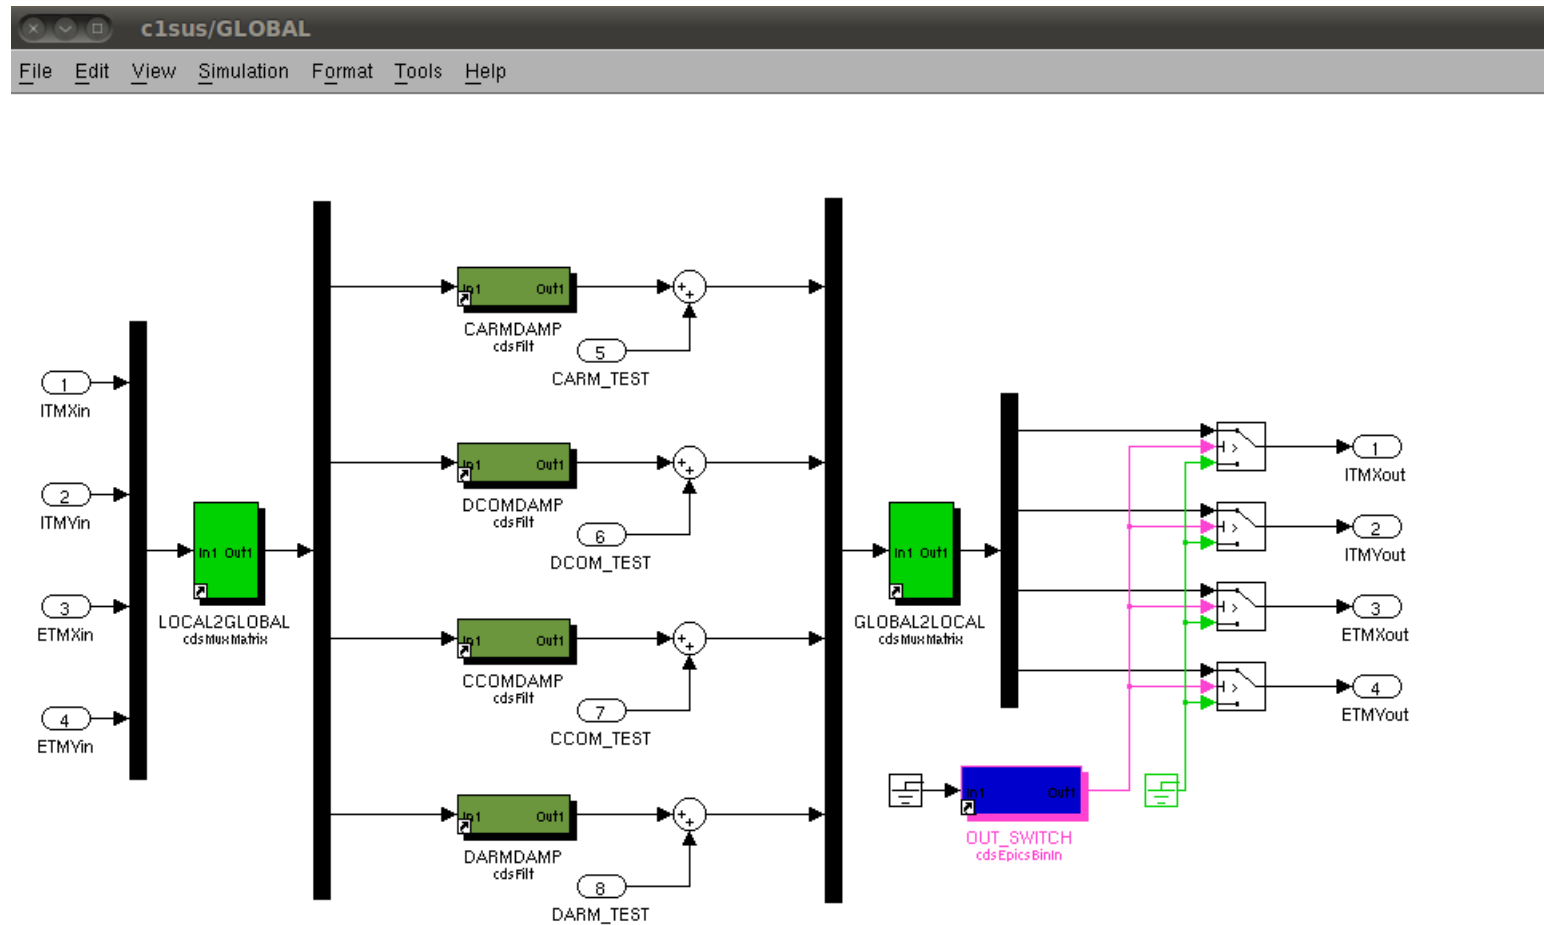 c1sus/GLOBAL
File Edit View Simulation Format Tools Help
1
ITMXin
2
ITMYin
3
ETMXin
4
ETMYin
In1 Out1
LOCAL2GLOBAL
cdsMuxMatrix
In1 Out1
CARMDAMP
cdsFilt
5
CARM_TEST
In1 Out1
DCOMDAMP
cdsFilt
6
DCOM_TEST
In1 Out1
CCOMDAMP
cdsFilt
7
CCOM_TEST
In1 Out1
DARMDAMP
cdsFilt
8
DARM_TEST
In1 Out1
GLOBAL2LOCAL
cdsMuxMatrix
In1 Out1
OUT_SWITCH
cdsEpicsBinIn
1
ITMXout
2
ITMYout
3
ETMXout
4
ETMYout